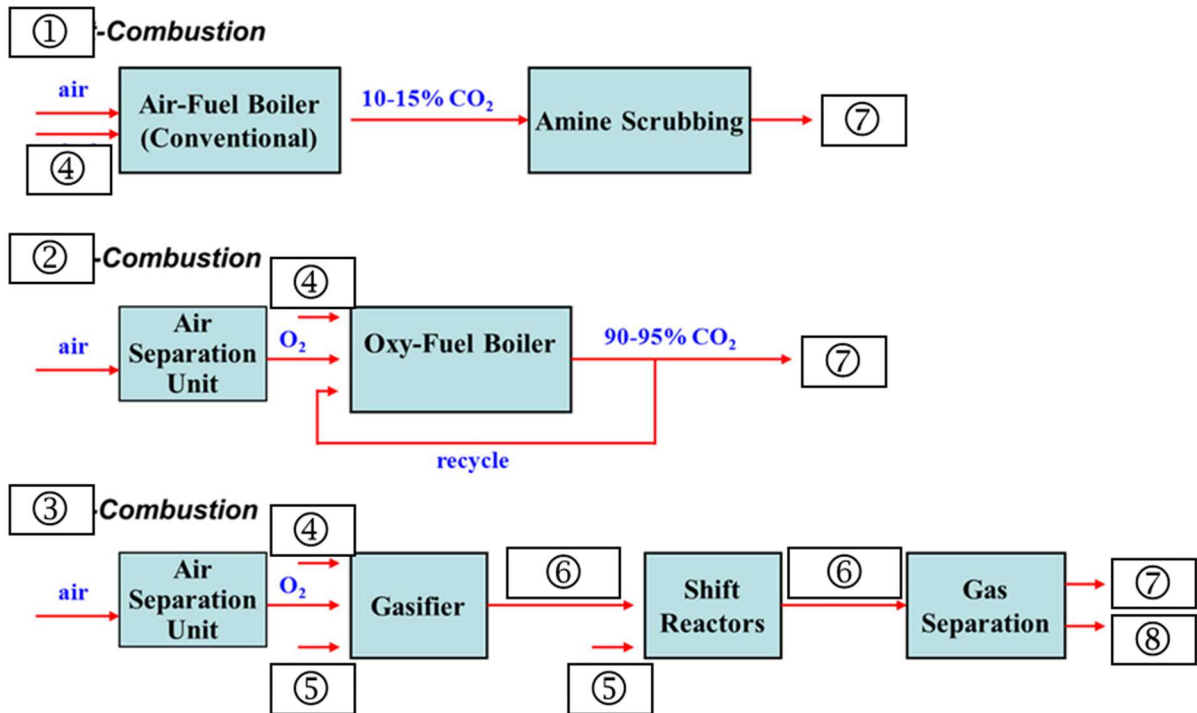 ① t-Combustion
air
Air-Fuel Boiler
(Conventional)
10-15% CO₂
Amine Scrubbing
⑦
④
② -Combustion
④
air
Air
Separation
Unit
O₂
Oxy-Fuel Boiler
90-95% CO₂
⑦
recycle
③ -Combustion
④
air
Air
Separation
Unit
O₂
Gasifier
⑥
Shift
Reactors
⑥
Gas
Separation
⑦
⑧
⑤
⑤